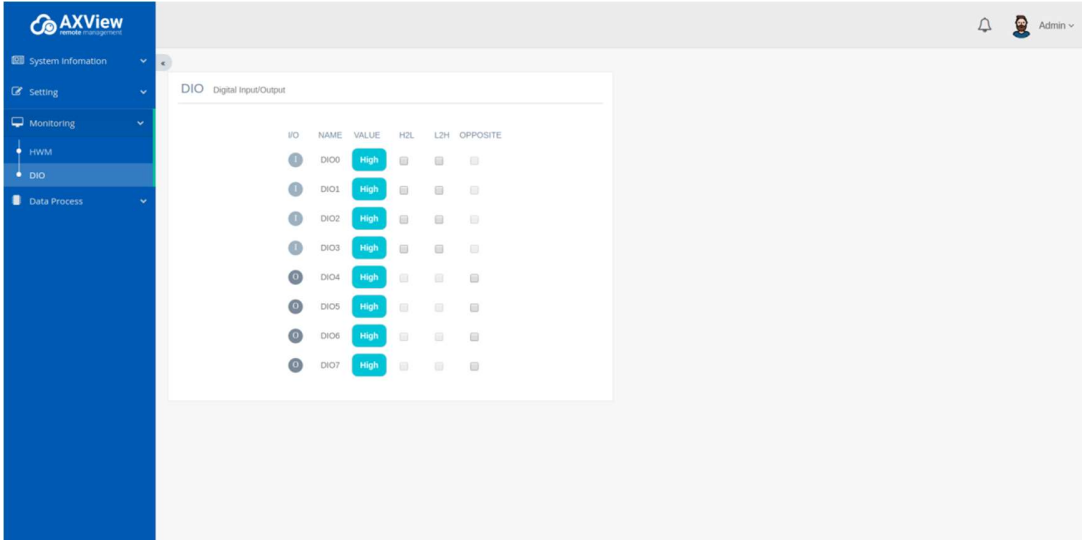 AXView
remote management
Admin
System Infomation
«
Setting
DIO Digital Input/Output
Monitoring
I/O NAME VALUE H2L L2H OPPOSITE
HWM
I DIO0 High
DIO
I DIO1 High
Data Process
I DIO2 High
I DIO3 High
O DIO4 High
O DIO5 High
O DIO6 High
O DIO7 High